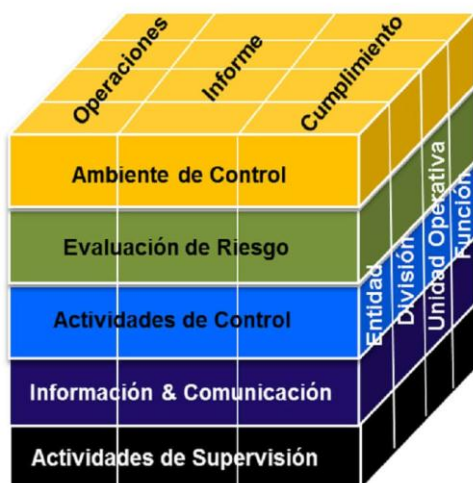 Operaciones
Informe
Cumplimiento
Ambiente de Control
Evaluación de Riesgo
Actividades de Control
Información & Comunicación
Actividades de Supervisión
Entidad
División
Unidad Operativa
Función